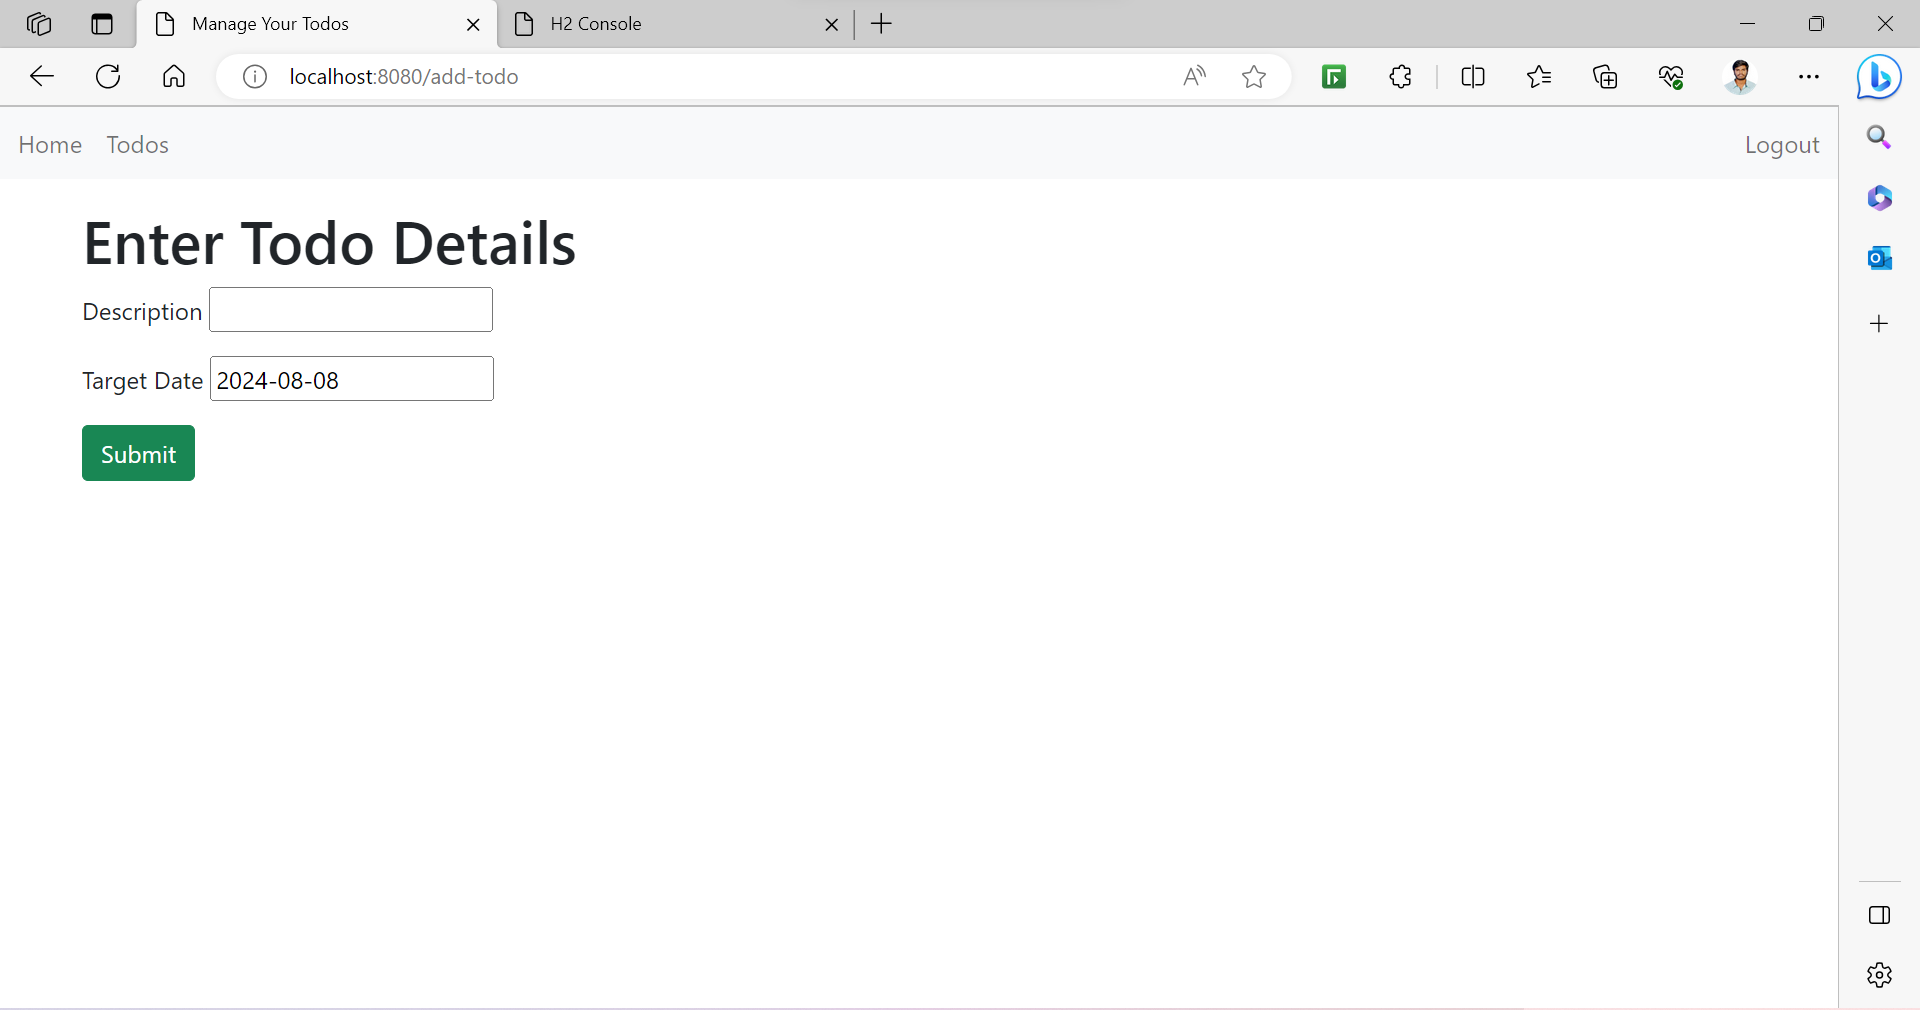 Manage Your Todos
H2 Console
localhost:8080/add-todo
Home Todos Logout
Enter Todo Details
Description
Target Date 2024-08-08
Submit